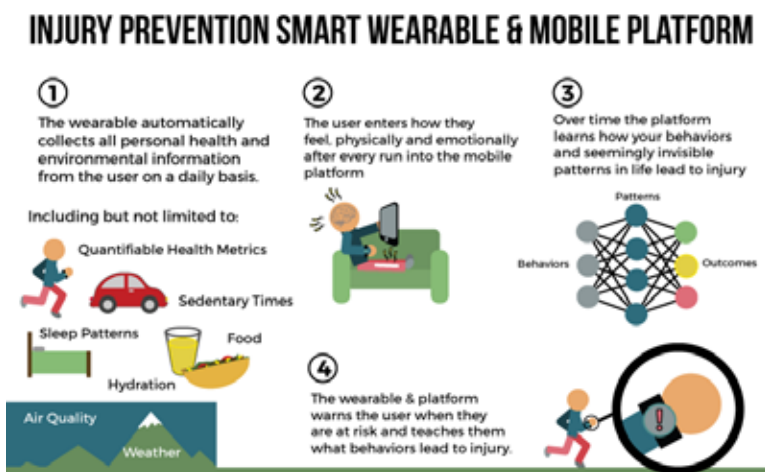 INJURY PREVENTION SMART WEARABLE & MOBILE PLATFORM
1
The wearable automatically
collects all personal health and
environmental information
from the user on a daily basis.
Including but not limited to:
Quantifiable Health Metrics
Sedentary Times
Sleep Patterns
Food
Hydration
Air Quality
Weather
2
The user enters how they
feel, physically and emotionally
after every run into the mobile
platform
3
Over time the platform
learns how your behaviors
and seemingly invisible
patterns in life lead to injury
Patterns
Behaviors
Outcomes
4
The wearable & platform
warns the user when they
are at risk and teaches them
what behaviors lead to injury.
!